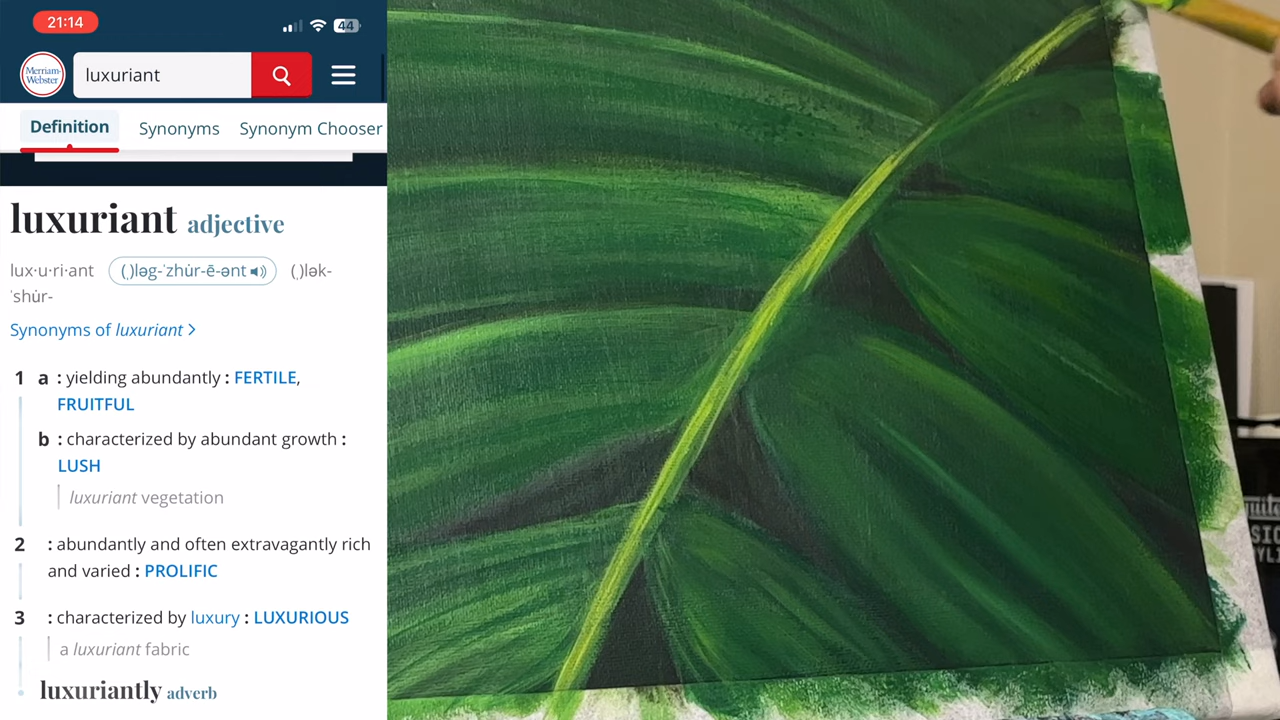 21:14
44
Merriam-
Webster
luxuriant
Definition Synonyms Synonym Chooser
luxuriant adjective
lux·u·ri·ant (ˌ)ləg-ˈzhu̇r-ē-ənt (ˌ)lək-
ˈshu̇r-
Synonyms of luxuriant
1 a : yielding abundantly : FERTILE,
FRUITFUL
b : characterized by abundant growth :
LUSH
luxuriant vegetation
2 : abundantly and often extravagantly rich
and varied : PROLIFIC
3 : characterized by luxury : LUXURIOUS
a luxuriant fabric
luxuriantly adverb